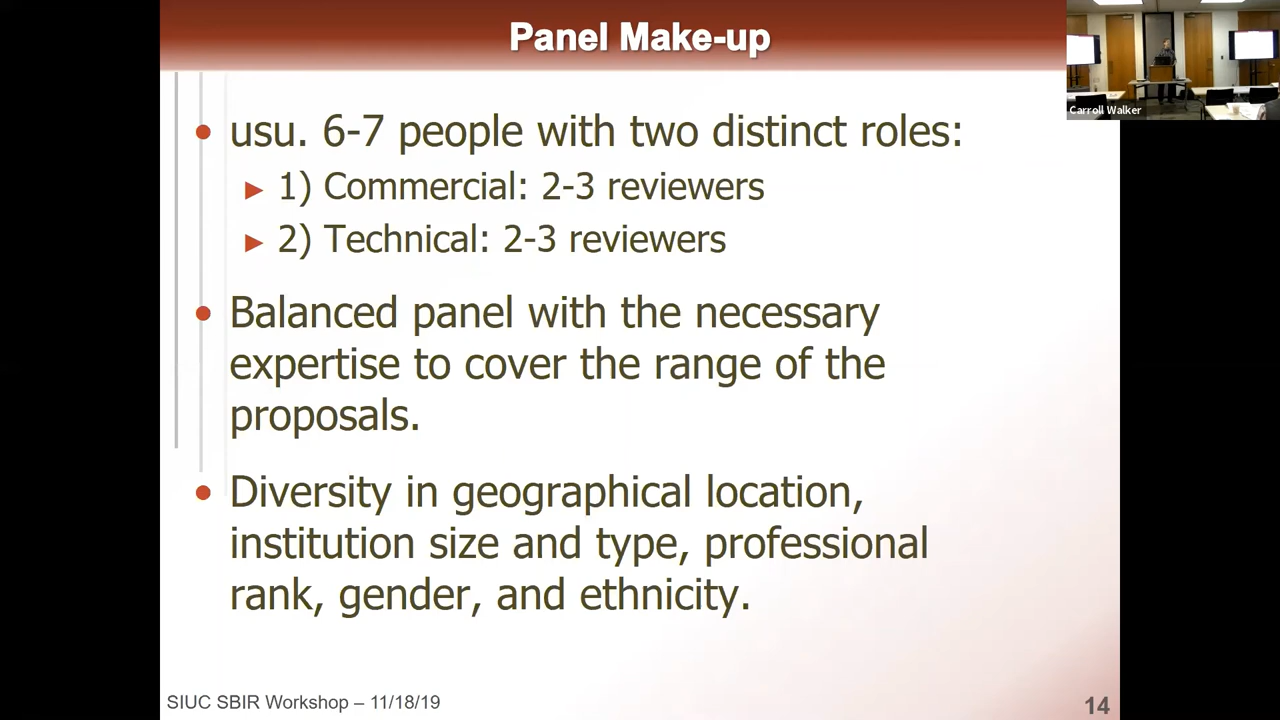 Panel Make-up
Carroll Walker
• usu. 6-7 people with two distinct roles:
► 1) Commercial: 2-3 reviewers
► 2) Technical: 2-3 reviewers
• Balanced panel with the necessary
expertise to cover the range of the
proposals.
• Diversity in geographical location,
institution size and type, professional
rank, gender, and ethnicity.
SIUC SBIR Workshop – 11/18/19
14